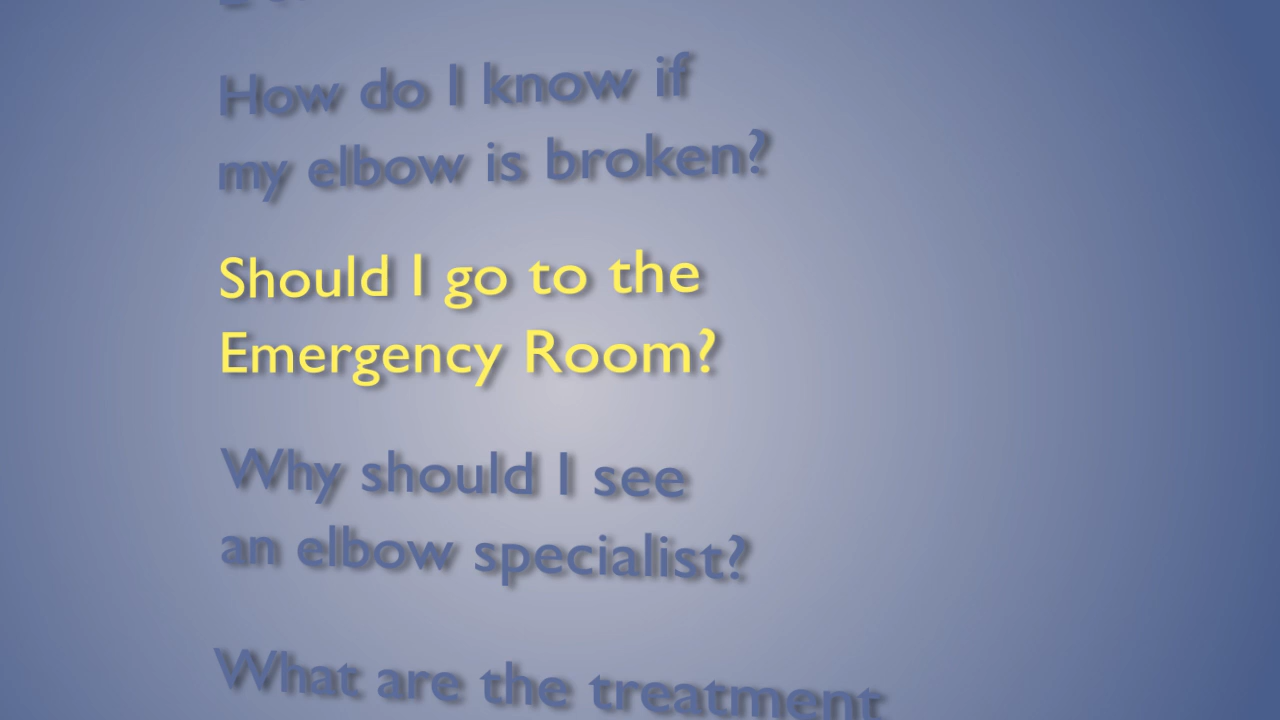 How do I know if
my elbow is broken?
Should I go to the
Emergency Room?
Why should I see
an elbow specialist?
What are the treatment